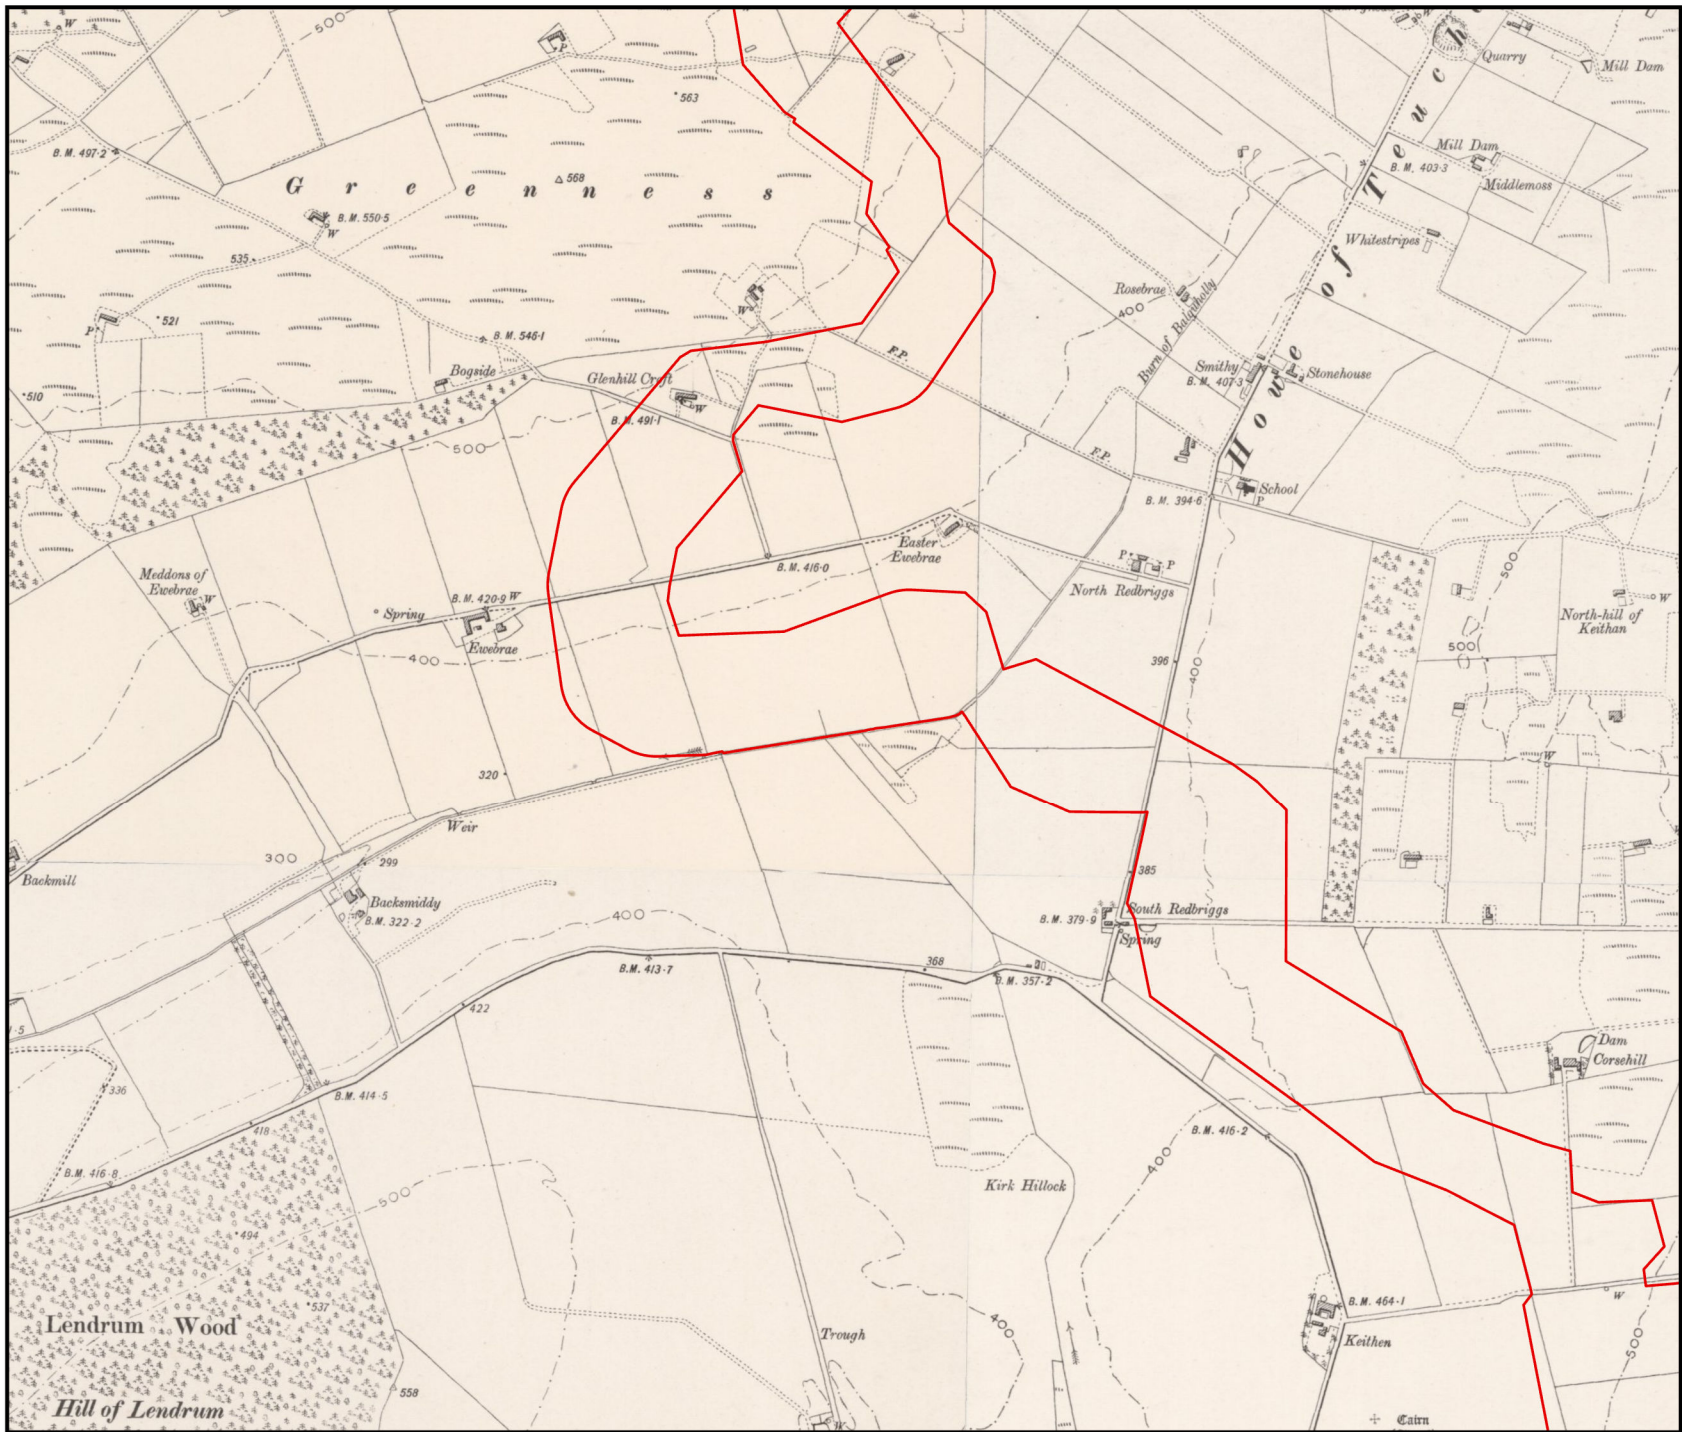 W
500
W
Quarry
Mill Dam
563
B.M. 497·2
Mill Dam
B.M. 403·3
Middlemoss
Greenness
568
B.M. 550·5
W
Whitestripes
535
Howe of Teuch
Rosebrae
400
Burn of Balquholly
W
P
521
B.M. 546·1
F.P.
Smithy
B.M. 407·3
Stonehouse
Bogside
Glenhill Croft
W
510
B.M. 491·1
500
F.P.
School
P
B.M. 394·6
Easter
Ewebrae
P
P
B.M. 416·0
North Redbriggs
500
Meddons of
Ewebrae
W
B.M. 420·9
W
Spring
Ewebrae
400
W
North-hill of
Keithan
500
396
400
W
320
Weir
300
299
Backmill
Backsmiddy
B.M. 322·2
385
400
B.M. 379·9
South Redbriggs
Spring
B.M. 413·7
368
B.M. 357·2
422
1·5
Dam
Corsehill
336
B.M. 414·5
418
B.M. 416·2
400
B.M. 416·8
Kirk Hillock
500
494
537
B.M. 464·1
W
Lendrum Wood
Trough
400
Keithen
500
558
Hill of Lendrum
W
Cairn